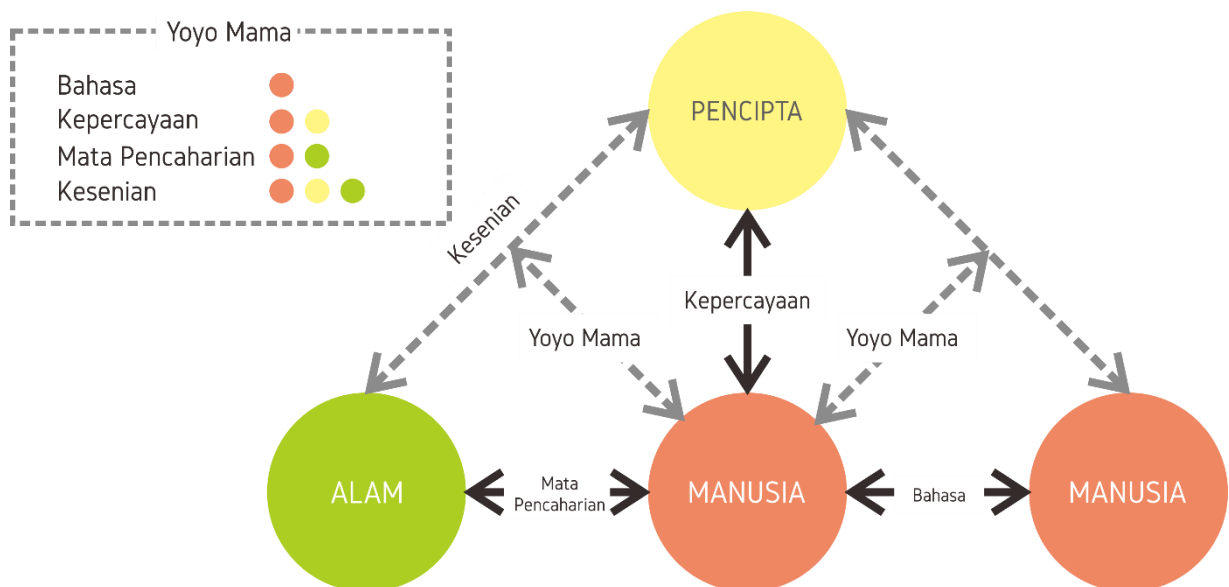 Yoyo Mama
Bahasa
Kepercayaan
Mata Pencaharian
Kesenian
PENCIPTA
Kesenian
Kepercayaan
Yoyo Mama
Yoyo Mama
ALAM
Mata
Pencaharian
MANUSIA
Bahasa
MANUSIA